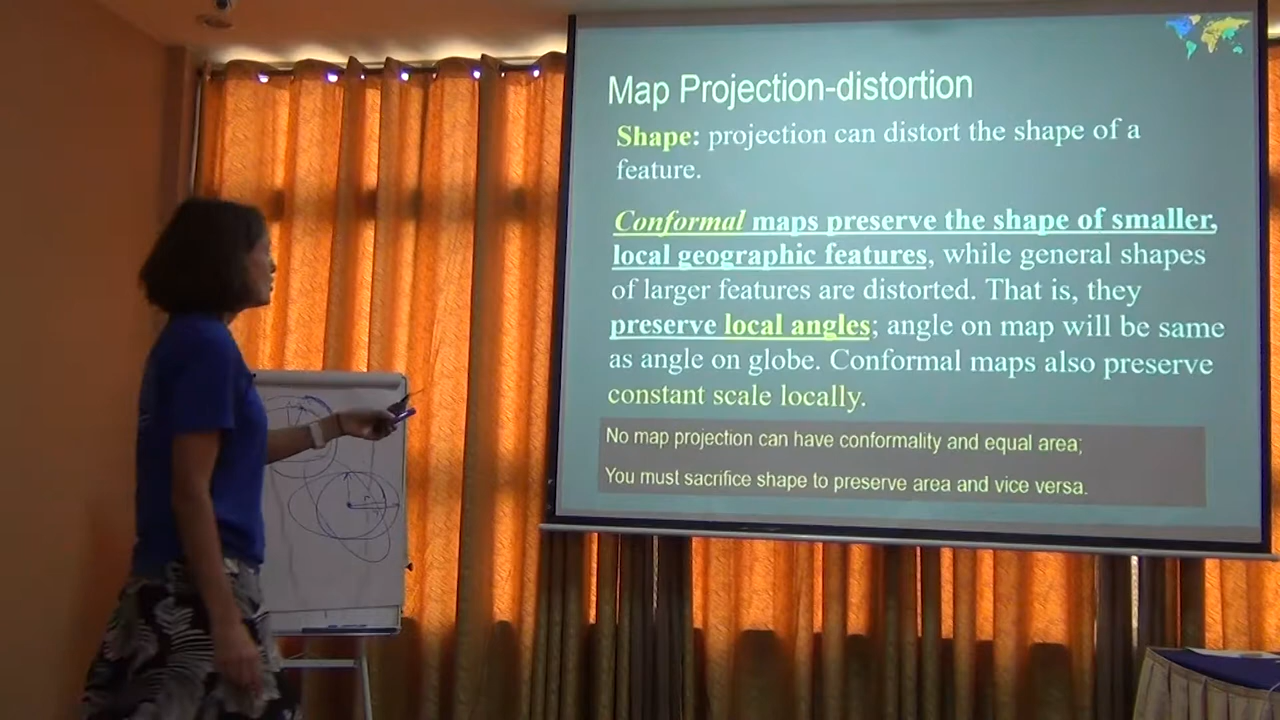 Map Projection-distortion
Shape: projection can distort the shape of a
feature.
Conformal maps preserve the shape of smaller,
local geographic features, while general shapes
of larger features are distorted. That is, they
preserve local angles; angle on map will be same
as angle on globe. Conformal maps also preserve
constant scale locally.
No map projection can have conformality and equal area;
You must sacrifice shape to preserve area and vice versa.